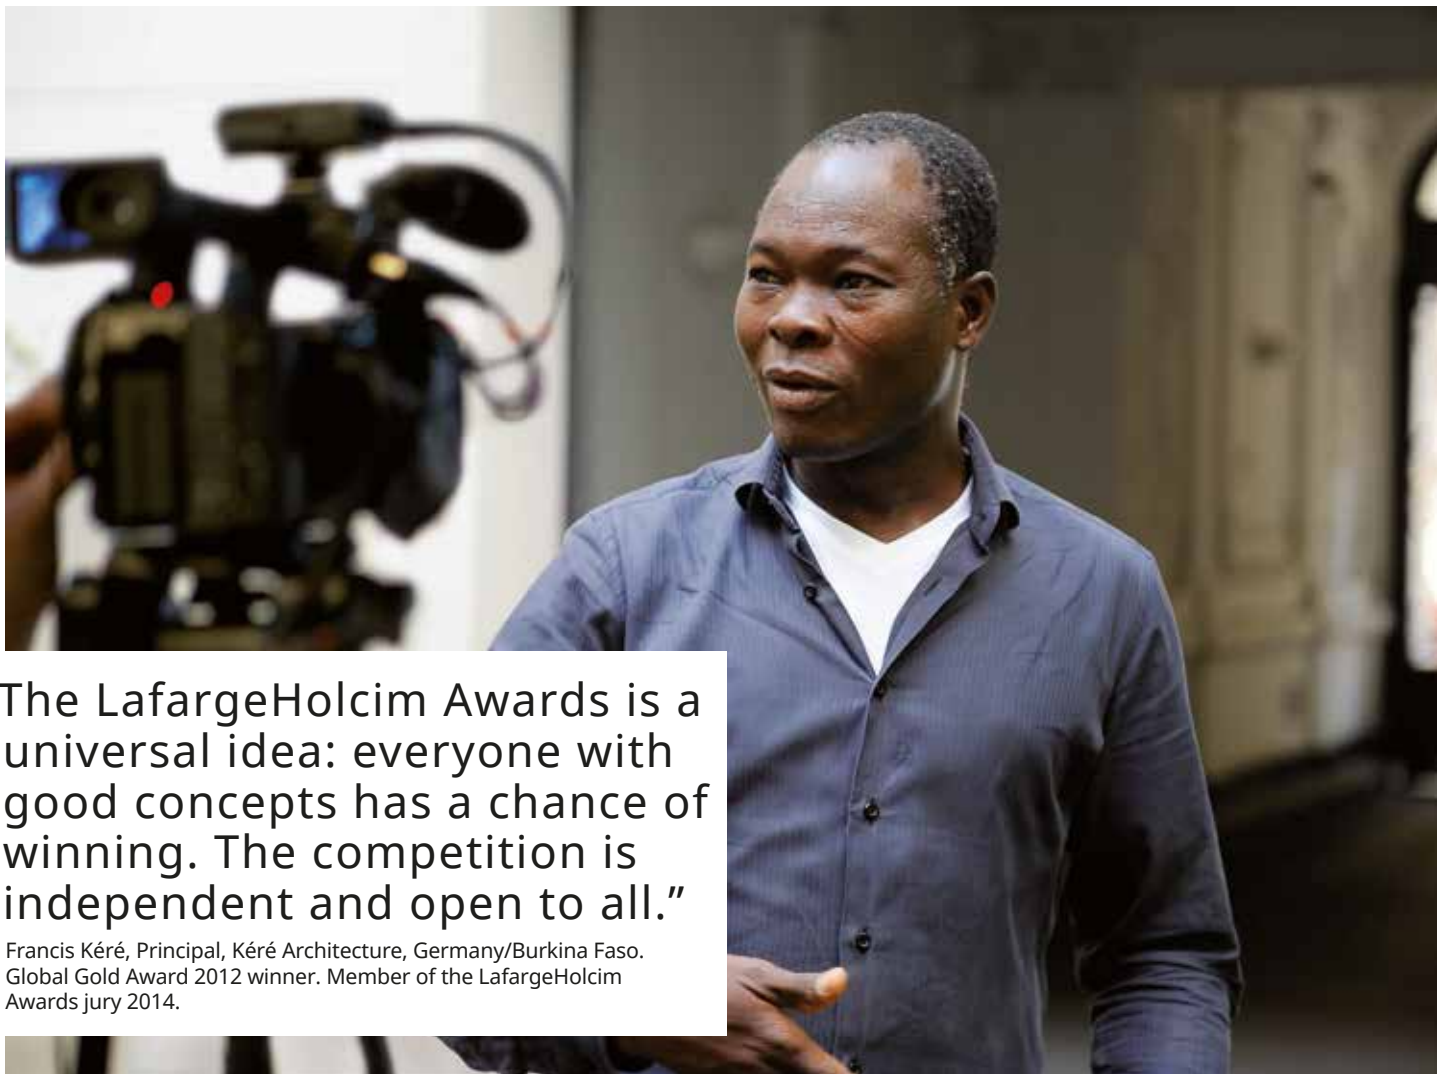 The LafargeHolcim Awards is a
universal idea: everyone with
good concepts has a chance of
winning. The competition is
independent and open to all.”
Francis Kéré, Principal, Kéré Architecture, Germany/Burkina Faso.
Global Gold Award 2012 winner. Member of the LafargeHolcim
Awards jury 2014.